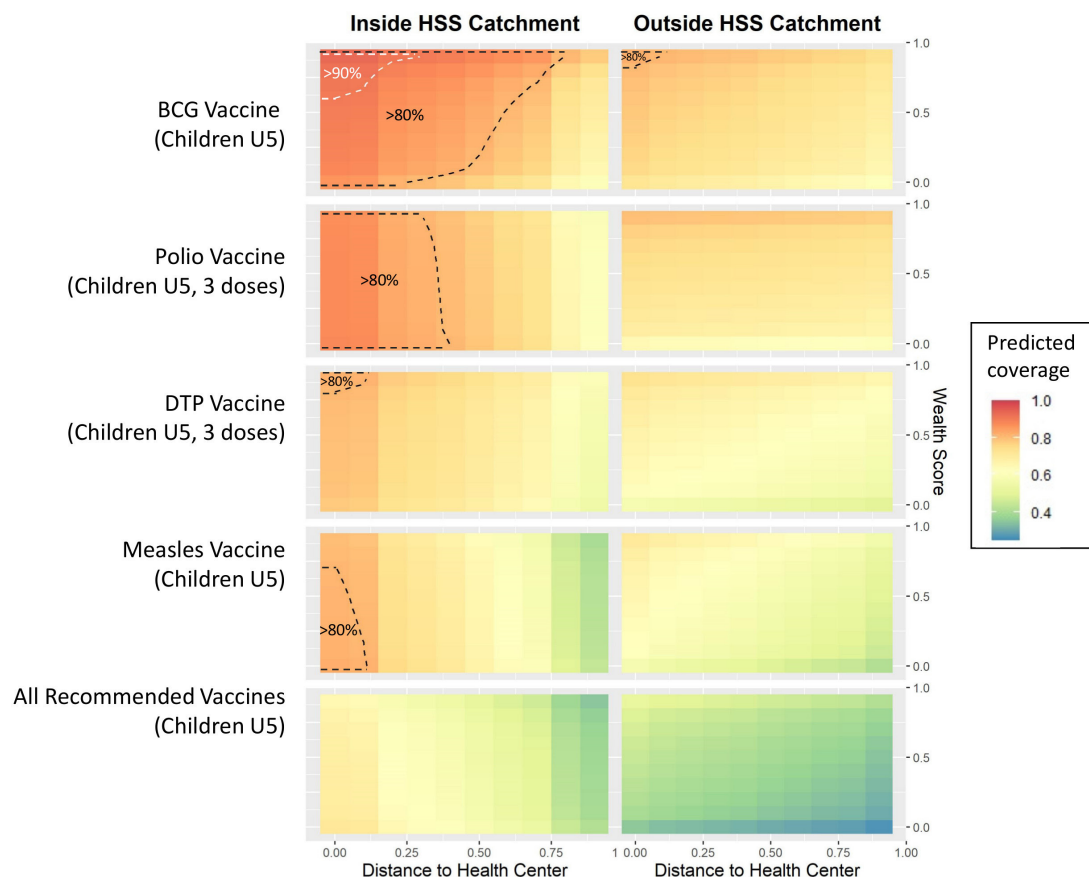 Inside HSS Catchment
Outside HSS Catchment
BCG Vaccine
(Children U5)
>90%
>80%
>80%
1.0
0.5
0.0
Polio Vaccine
(Children U5, 3 doses)
>80%
1.0
0.5
0.0
DTP Vaccine
(Children U5, 3 doses)
>80%
1.0
0.5
0.0
Wealth Score
Measles Vaccine
(Children U5)
>80%
1.0
0.5
0.0
All Recommended Vaccines
(Children U5)
1.0
0.5
0.0
0.00 0.25 0.50 0.75 1 0.00 0.25 0.50 0.75 1.00
Distance to Health Center
Distance to Health Center
Predicted
coverage
1.0
0.8
0.6
0.4